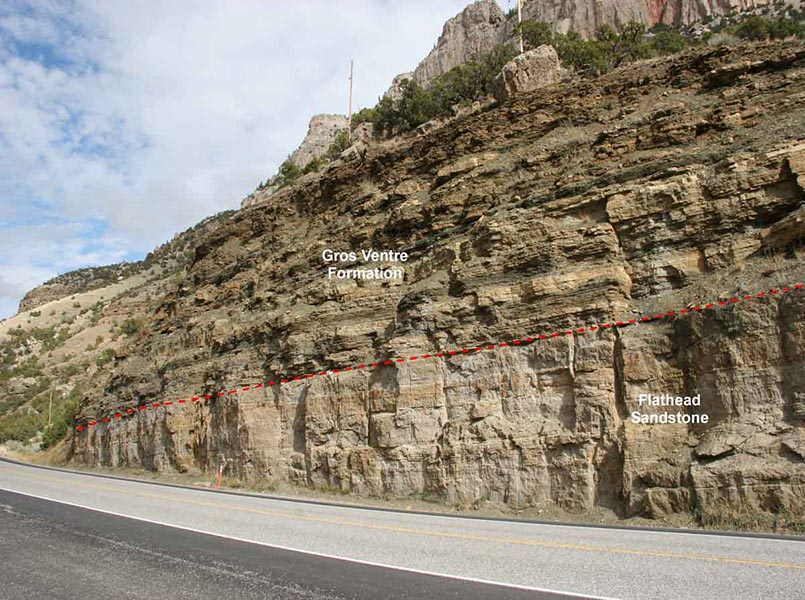 Gros Ventre
Formation
Flathead
Sandstone